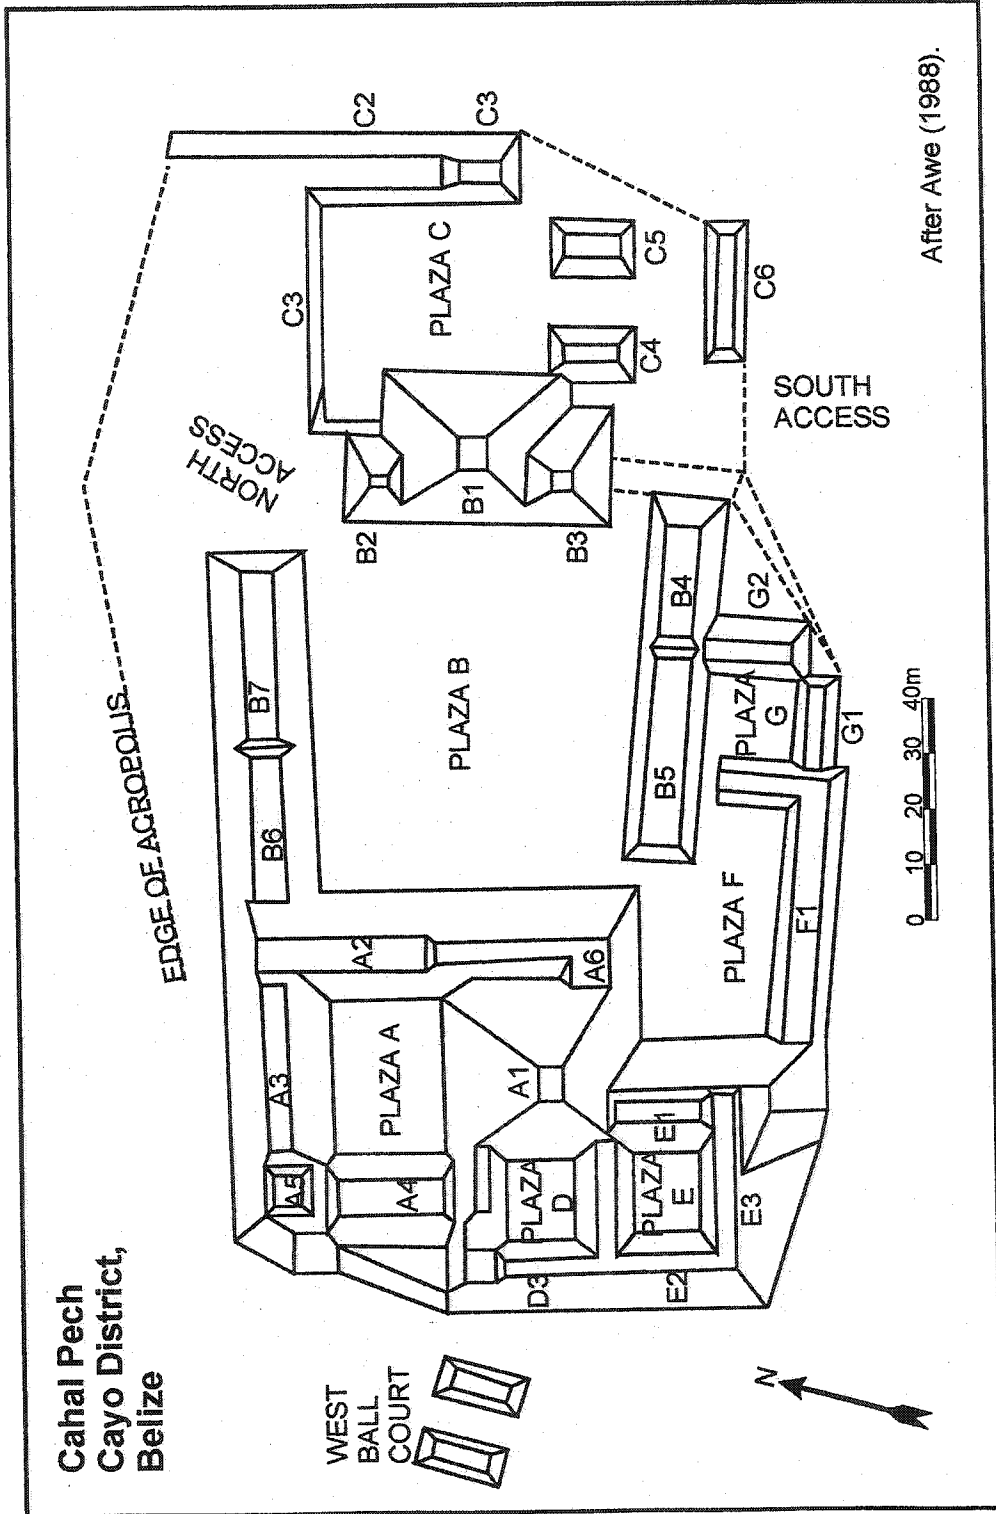 Cahal Pech
Cayo District,
Belize
EDGE OF ACROPOLIS
NORTH
ACCESS
C2
C3
C3
PLAZA C
B6
B7
B2
A3
A2
A5
PLAZA A
A4
PLAZA B
B1
B3
C4
C5
WEST
BALL
COURT
A1
A6
PLAZA
D
D3
PLAZA
E
E1
E2
E3
B5
B4
C6
SOUTH
ACCESS
PLAZA F
F1
PLAZA
G
G2
G1
N
0 10 20 30 40m
After Awe (1988).